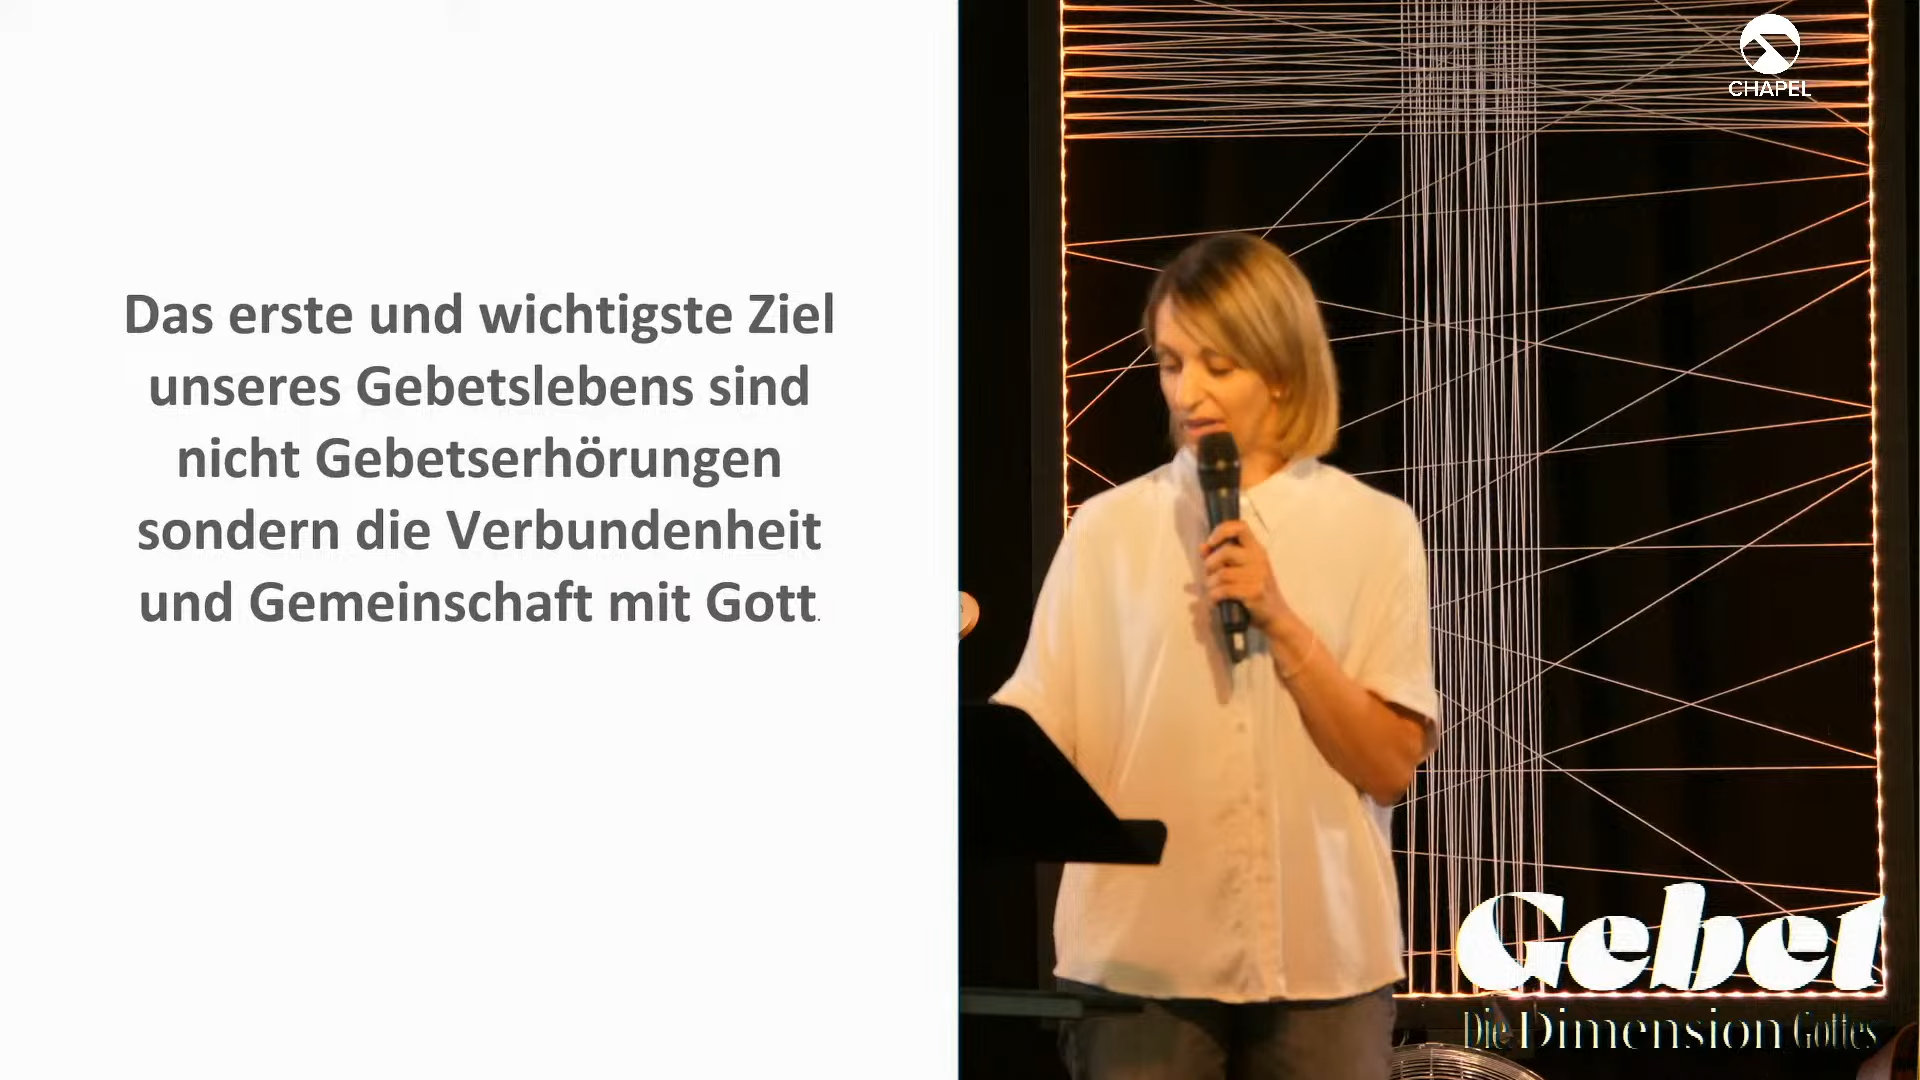 Das erste und wichtigste Ziel
unseres Gebetslebens sind
nicht Gebetserhörungen
sondern die Verbundenheit
und Gemeinschaft mit Gott.
CHAPEL
Gebet
Die Dimension Gottes